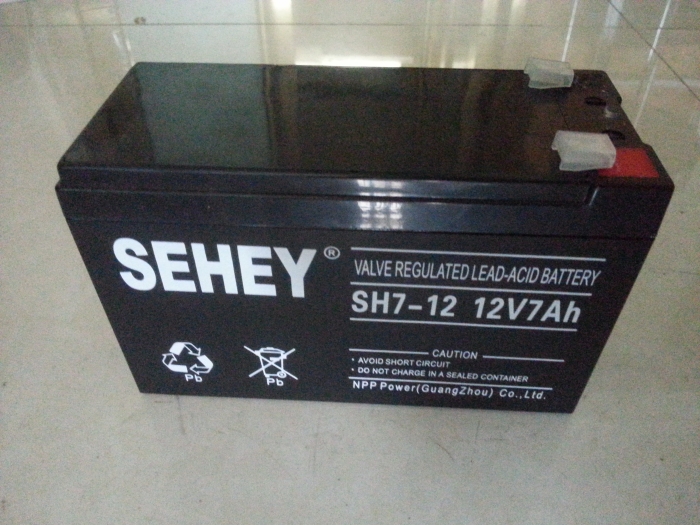 SEHEY®
VALVE REGULATED LEAD-ACID BATTERY
SH7-12 12V7Ah
CAUTION
• AVOID SHORT CIRCUIT
• DO NOT CHARGE IN A SEALED CONTAINER
NPP Power(GuangZhou) Co.,Ltd.
Pb
Pb